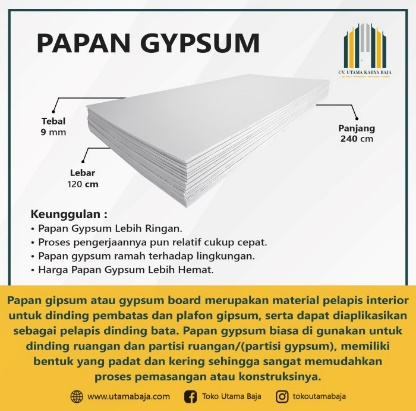 PAPAN GYPSUM
CV. UTAMA KARYA BAJA
Tebal
9 mm
Panjang
240 cm
Lebar
120 cm
Keunggulan :
• Papan Gypsum Lebih Ringan.
• Proses pengerjaannya pun relatif cukup cepat.
• Papan gypsum ramah terhadap lingkungan.
• Harga Papan Gypsum Lebih Hemat.
Papan gipsum atau gypsum board merupakan material pelapis interior
untuk dinding pembatas dan plafon gipsum, serta dapat diaplikasikan
sebagai pelapis dinding bata. Papan gypsum biasa di gunakan untuk
dinding ruangan dan partisi ruangan/(partisi gypsum), memiliki
bentuk yang padat dan kering sehingga sangat memudahkan
proses pemasangan atau konstruksinya.
www.utamabaja.com Toko Utama Baja tokoutamabaja